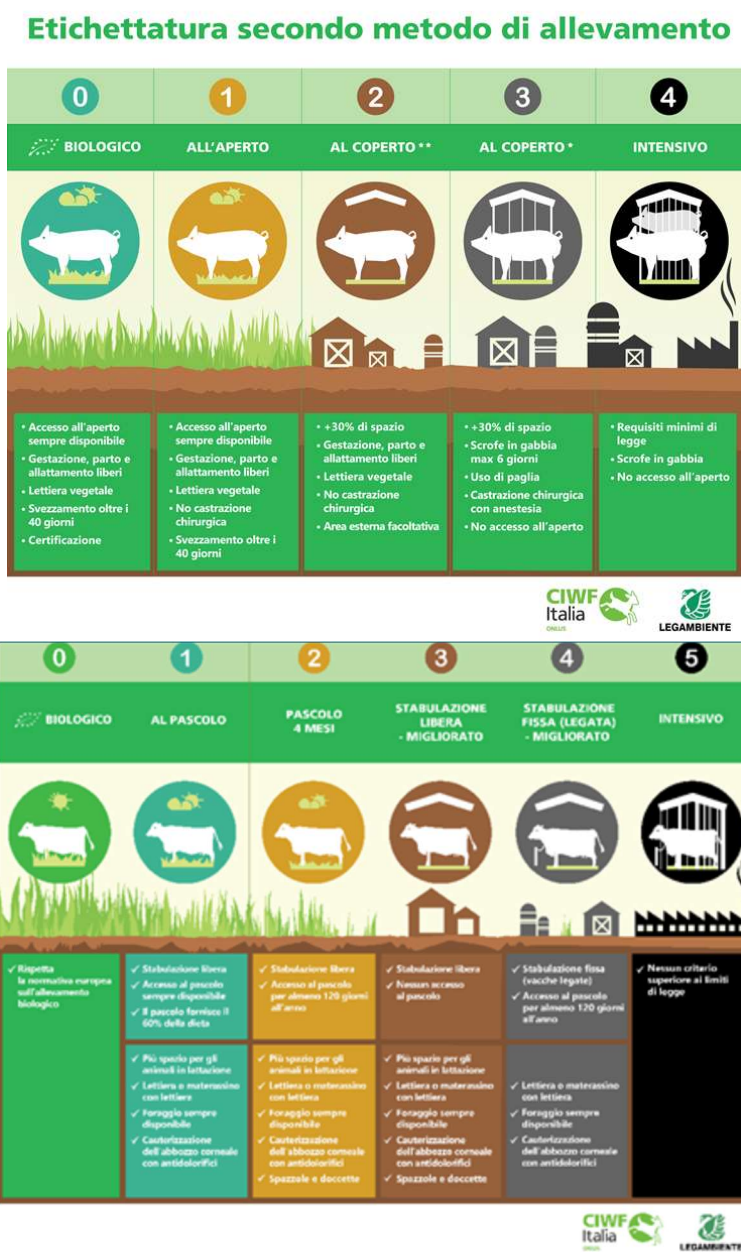 Etichettatura secondo metodo di allevamento
0 1 2 3 4
BIOLOGICO ALL'APERTO AL COPERTO ** AL COPERTO * INTENSIVO
• Accesso all'aperto
sempre disponibile
• Gestazione, parto e
allattamento liberi
• Lettiera vegetale
• Svezzamento oltre i
40 giorni
• Certificazione
• Accesso all'aperto
sempre disponibile
• Gestazione, parto e
allattamento liberi
• Lettiera vegetale
• No castrazione
chirurgica
• Svezzamento oltre i
40 giorni
• +30% di spazio
• Gestazione, parto e
allattamento liberi
• Lettiera vegetale
• No castrazione
chirurgica
• Area esterna facoltativa
• +30% di spazio
• Scrofe in gabbia
max 6 giorni
• Uso di paglia
• Castrazione chirurgica
con anestesia
• No accesso all'aperto
• Requisiti minimi di
legge
• Scrofe in gabbia
• No accesso all'aperto
CIWF
Italia
ONLUS
LEGAMBIENTE
0 1 2 3 4 5
BIOLOGICO
AL PASCOLO
PASCOLO
4 MESI
STABULAZIONE
LIBERA
- MIGLIORATO
STABULAZIONE
FISSA (LEGATA)
- MIGLIORATO
INTENSIVO
✓ Rispetta
la normativa europea
sull'allevamento
biologico
✓ Stabulazione libera
✓ Accesso al pascolo
sempre disponibile
✓ Il pascolo fornisce il
60% della dieta
✓ Più spazio per gli
animali in lattazione
✓ Lettiera o materassino
con lettiera
✓ Foraggio sempre
disponibile
✓ Cauterizzazione
dell'abbozzo corneale
con antidolorifici
✓ Stabulazione libera
✓ Accesso al pascolo
per almeno 120 giorni
all'anno
✓ Più spazio per gli
animali in lattazione
✓ Lettiera o materassino
con lettiera
✓ Foraggio sempre
disponibile
✓ Cauterizzazione
dell'abbozzo corneale
con antidolorifici
✓ Spazzole e doccette
✓ Stabulazione libera
✓ Nessun accesso
al pascolo
✓ Più spazio per gli
animali in lattazione
✓ Lettiera o materassino
con lettiera
✓ Foraggio sempre
disponibile
✓ Cauterizzazione
dell'abbozzo corneale
con antidolorifici
✓ Spazzole e doccette
✓ Stabulazione fissa
(vacche legate)
✓ Accesso al pascolo
per almeno 120 giorni
all'anno
✓ Lettiera o materassino
con lettiera
✓ Foraggio sempre
disponibile
✓ Cauterizzazione
dell'abbozzo corneale
con antidolorifici
✓ Nessun criterio
superiore ai limiti
di legge
CIWF
Italia
ONLUS
LEGAMBIENTE